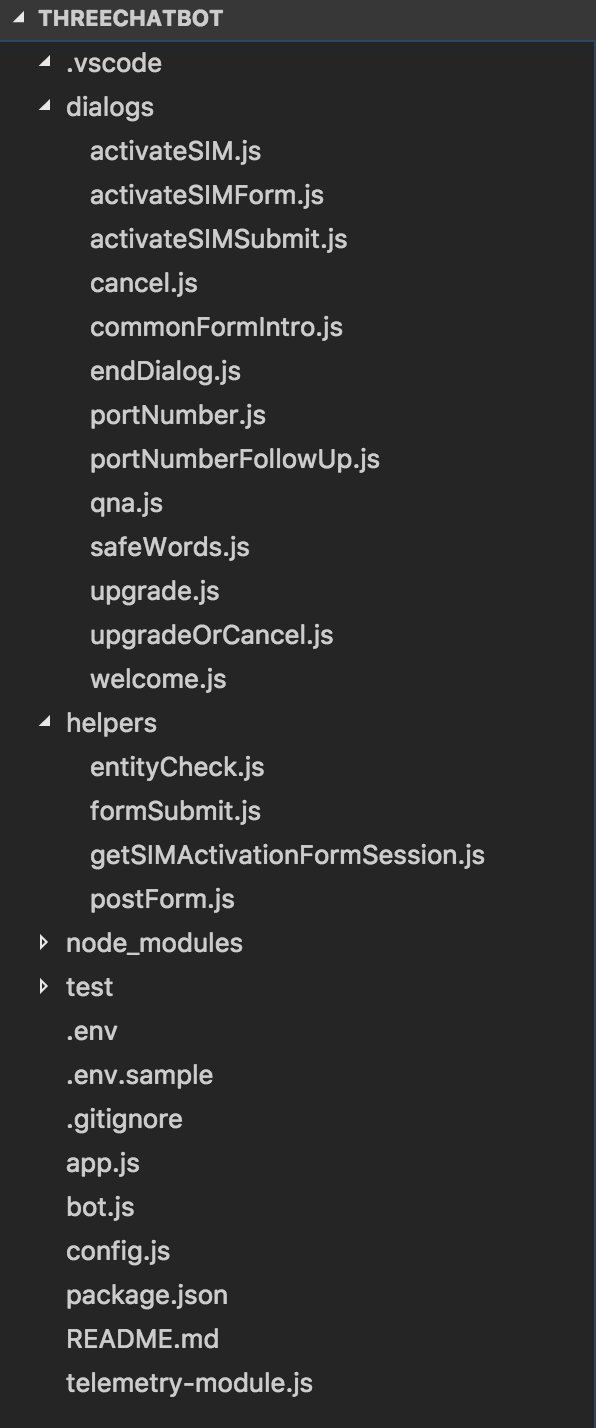 THREECHATBOT
.vscode
dialogs
activateSIM.js
activateSIMForm.js
activateSIMSubmit.js
cancel.js
commonFormIntro.js
endDialog.js
portNumber.js
portNumberFollowUp.js
qna.js
safeWords.js
upgrade.js
upgradeOrCancel.js
welcome.js
helpers
entityCheck.js
formSubmit.js
getSIMActivationFormSession.js
postForm.js
node_modules
test
.env
.env.sample
.gitignore
app.js
bot.js
config.js
package.json
README.md
telemetry-module.js